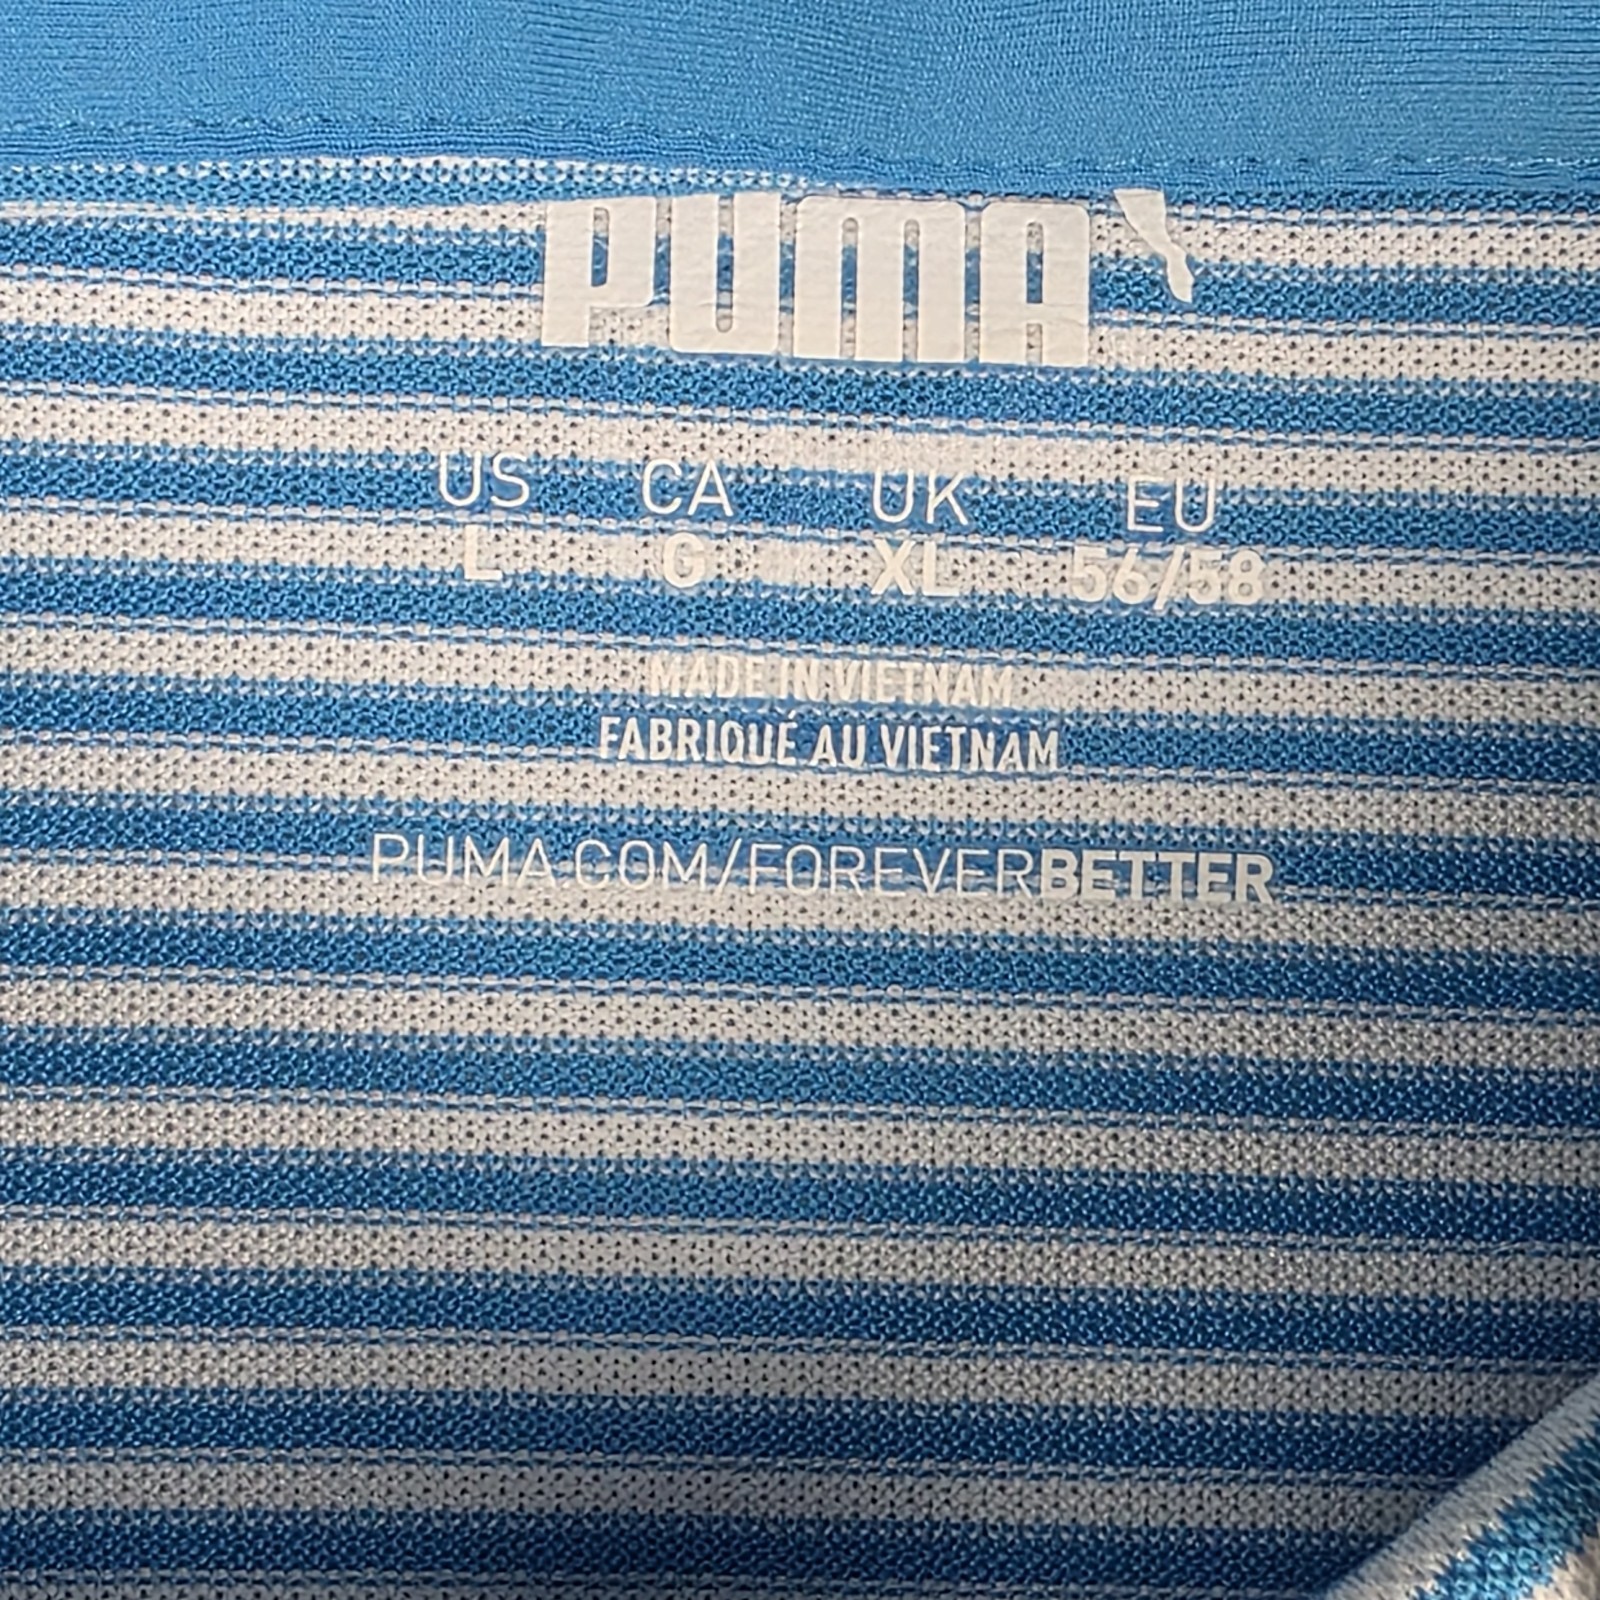 PUMA
US CA UK EU
L G XL 56/58
MADE IN VIETNAM
FABRIQUÉ AU VIETNAM
PUMA.COM/FOREVERBETTER